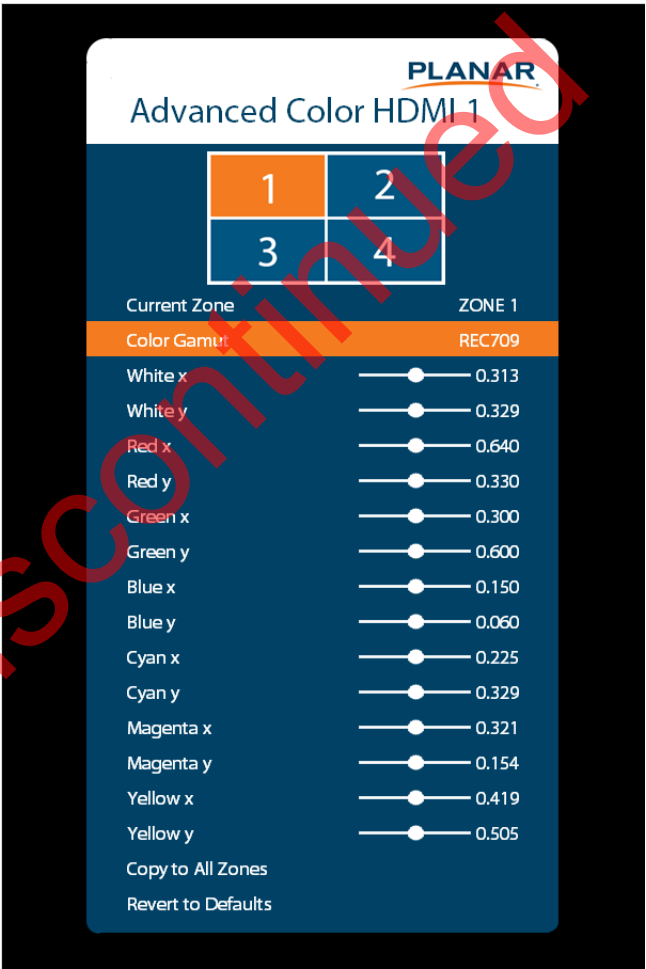 PLANAR
Advanced Color HDMI 1
1 2
3 4
Current Zone ZONE 1
Color Gamut REC709
White x 0.313
White y 0.329
Red x 0.640
Red y 0.330
Green x 0.300
Green y 0.600
Blue x 0.150
Blue y 0.060
Cyan x 0.225
Cyan y 0.329
Magenta x 0.321
Magenta y 0.154
Yellow x 0.419
Yellow y 0.505
Copy to All Zones
Revert to Defaults
iscontinued